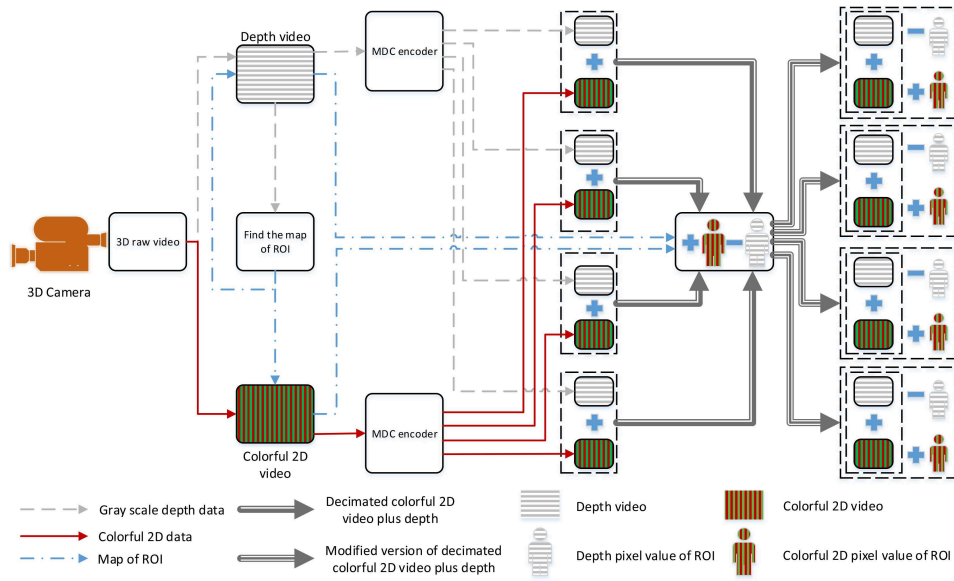 Depth video
MDC encoder
3D raw video
Find the map
of ROI
3D Camera
MDC encoder
Colorful 2D
video
Gray scale depth data
Colorful 2D data
Map of ROI
Decimated colorful 2D
video plus depth
Modified version of decimated
colorful 2D video plus depth
Depth video
Depth pixel value of ROI
Colorful 2D video
Colorful 2D pixel value of ROI